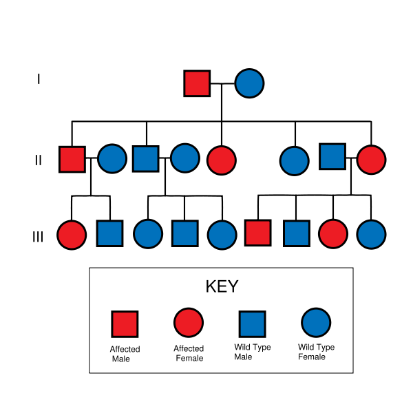 I
II
III
KEY
Affected
Male
Affected
Female
Wild Type
Male
Wild Type
Female